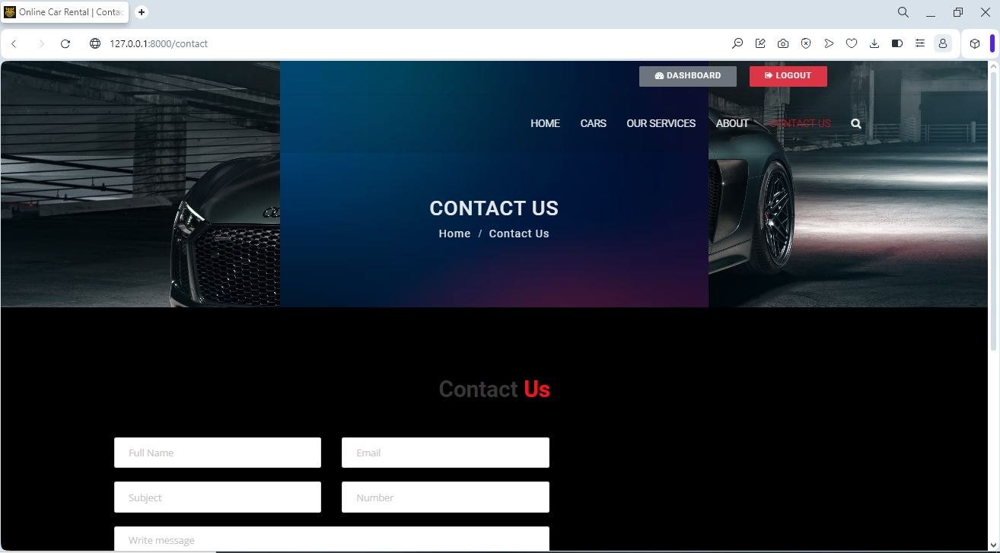 Online Car Rental | Contac
127.0.0.1:8000/contact
DASHBOARD
LOGOUT
HOME
CARS
OUR SERVICES
ABOUT
CONTACT US
CONTACT US
Home / Contact Us
Contact Us
Full Name
Email
Subject
Number
Write message